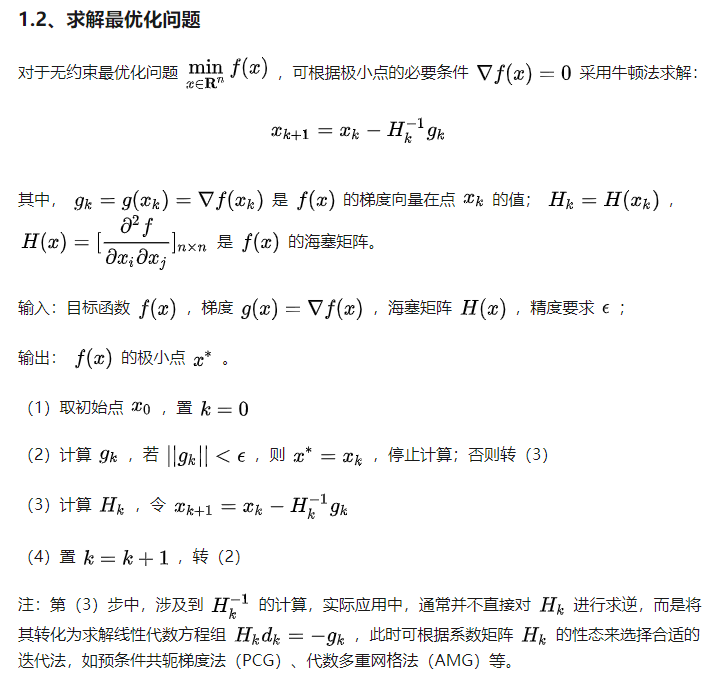 1.2、求解最优化问题
对于无约束最优化问题 $\min_{x \in \mathbf{R}^n} f(x)$ ，可根据极小点的必要条件 $\nabla f(x) = 0$ 采用牛顿法求解：
$x_{k+1} = x_k - H_k^{-1} g_k$
其中， $g_k = g(x_k) = \nabla f(x_k)$ 是 $f(x)$ 的梯度向量在点 $x_k$ 的值； $H_k = H(x_k)$ ，
$H(x) = [\frac{\partial^2 f}{\partial x_i \partial x_j}]_{n \times n}$ 是 $f(x)$ 的海塞矩阵。
输入：目标函数 $f(x)$ ，梯度 $g(x) = \nabla f(x)$ ，海塞矩阵 $H(x)$ ，精度要求 $\epsilon$ ；
输出： $f(x)$ 的极小点 $x^*$ 。
（1）取初始点 $x_0$ ，置 $k = 0$
（2）计算 $g_k$ ，若 $||g_k|| < \epsilon$ ，则 $x^* = x_k$ ，停止计算；否则转（3）
（3）计算 $H_k$ ，令 $x_{k+1} = x_k - H_k^{-1} g_k$
（4）置 $k = k + 1$ ，转（2）
注：第（3）步中，涉及到 $H_k^{-1}$ 的计算，实际应用中，通常并不直接对 $H_k$ 进行求逆，而是将
其转化为求解线性代数方程组 $H_k d_k = -g_k$ ，此时可根据系数矩阵 $H_k$ 的性态来选择合适的
迭代法，如预条件共轭梯度法（PCG）、代数多重网格法（AMG）等。